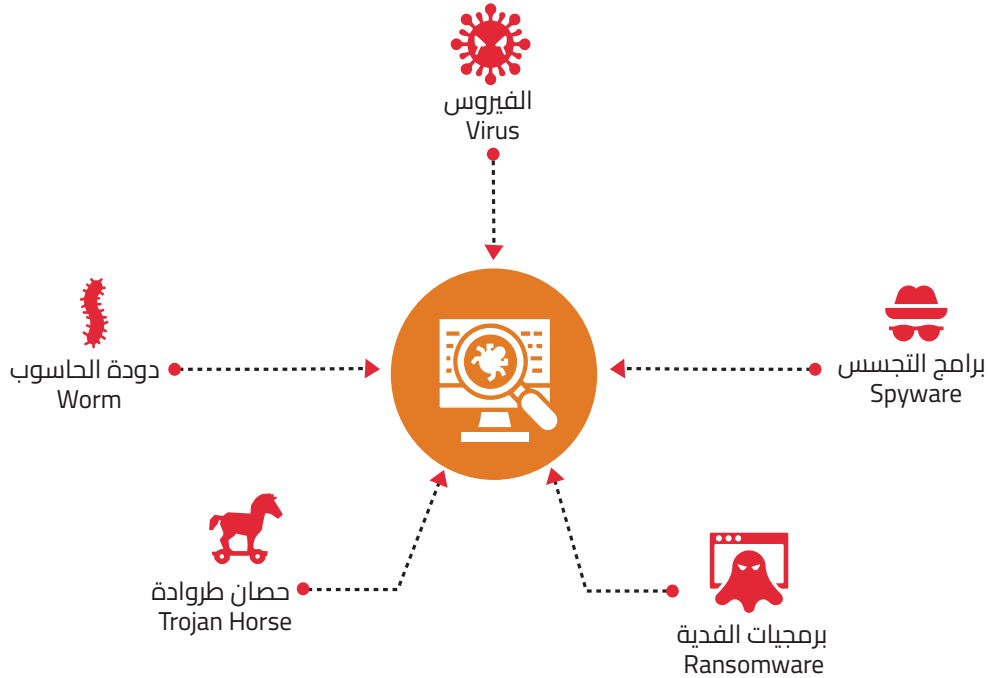 الفيروس
Virus
برامج التجسس
Spyware
دودة الحاسوب
Worm
حصان طروادة
Trojan Horse
برمجيات الفدية
Ransomware